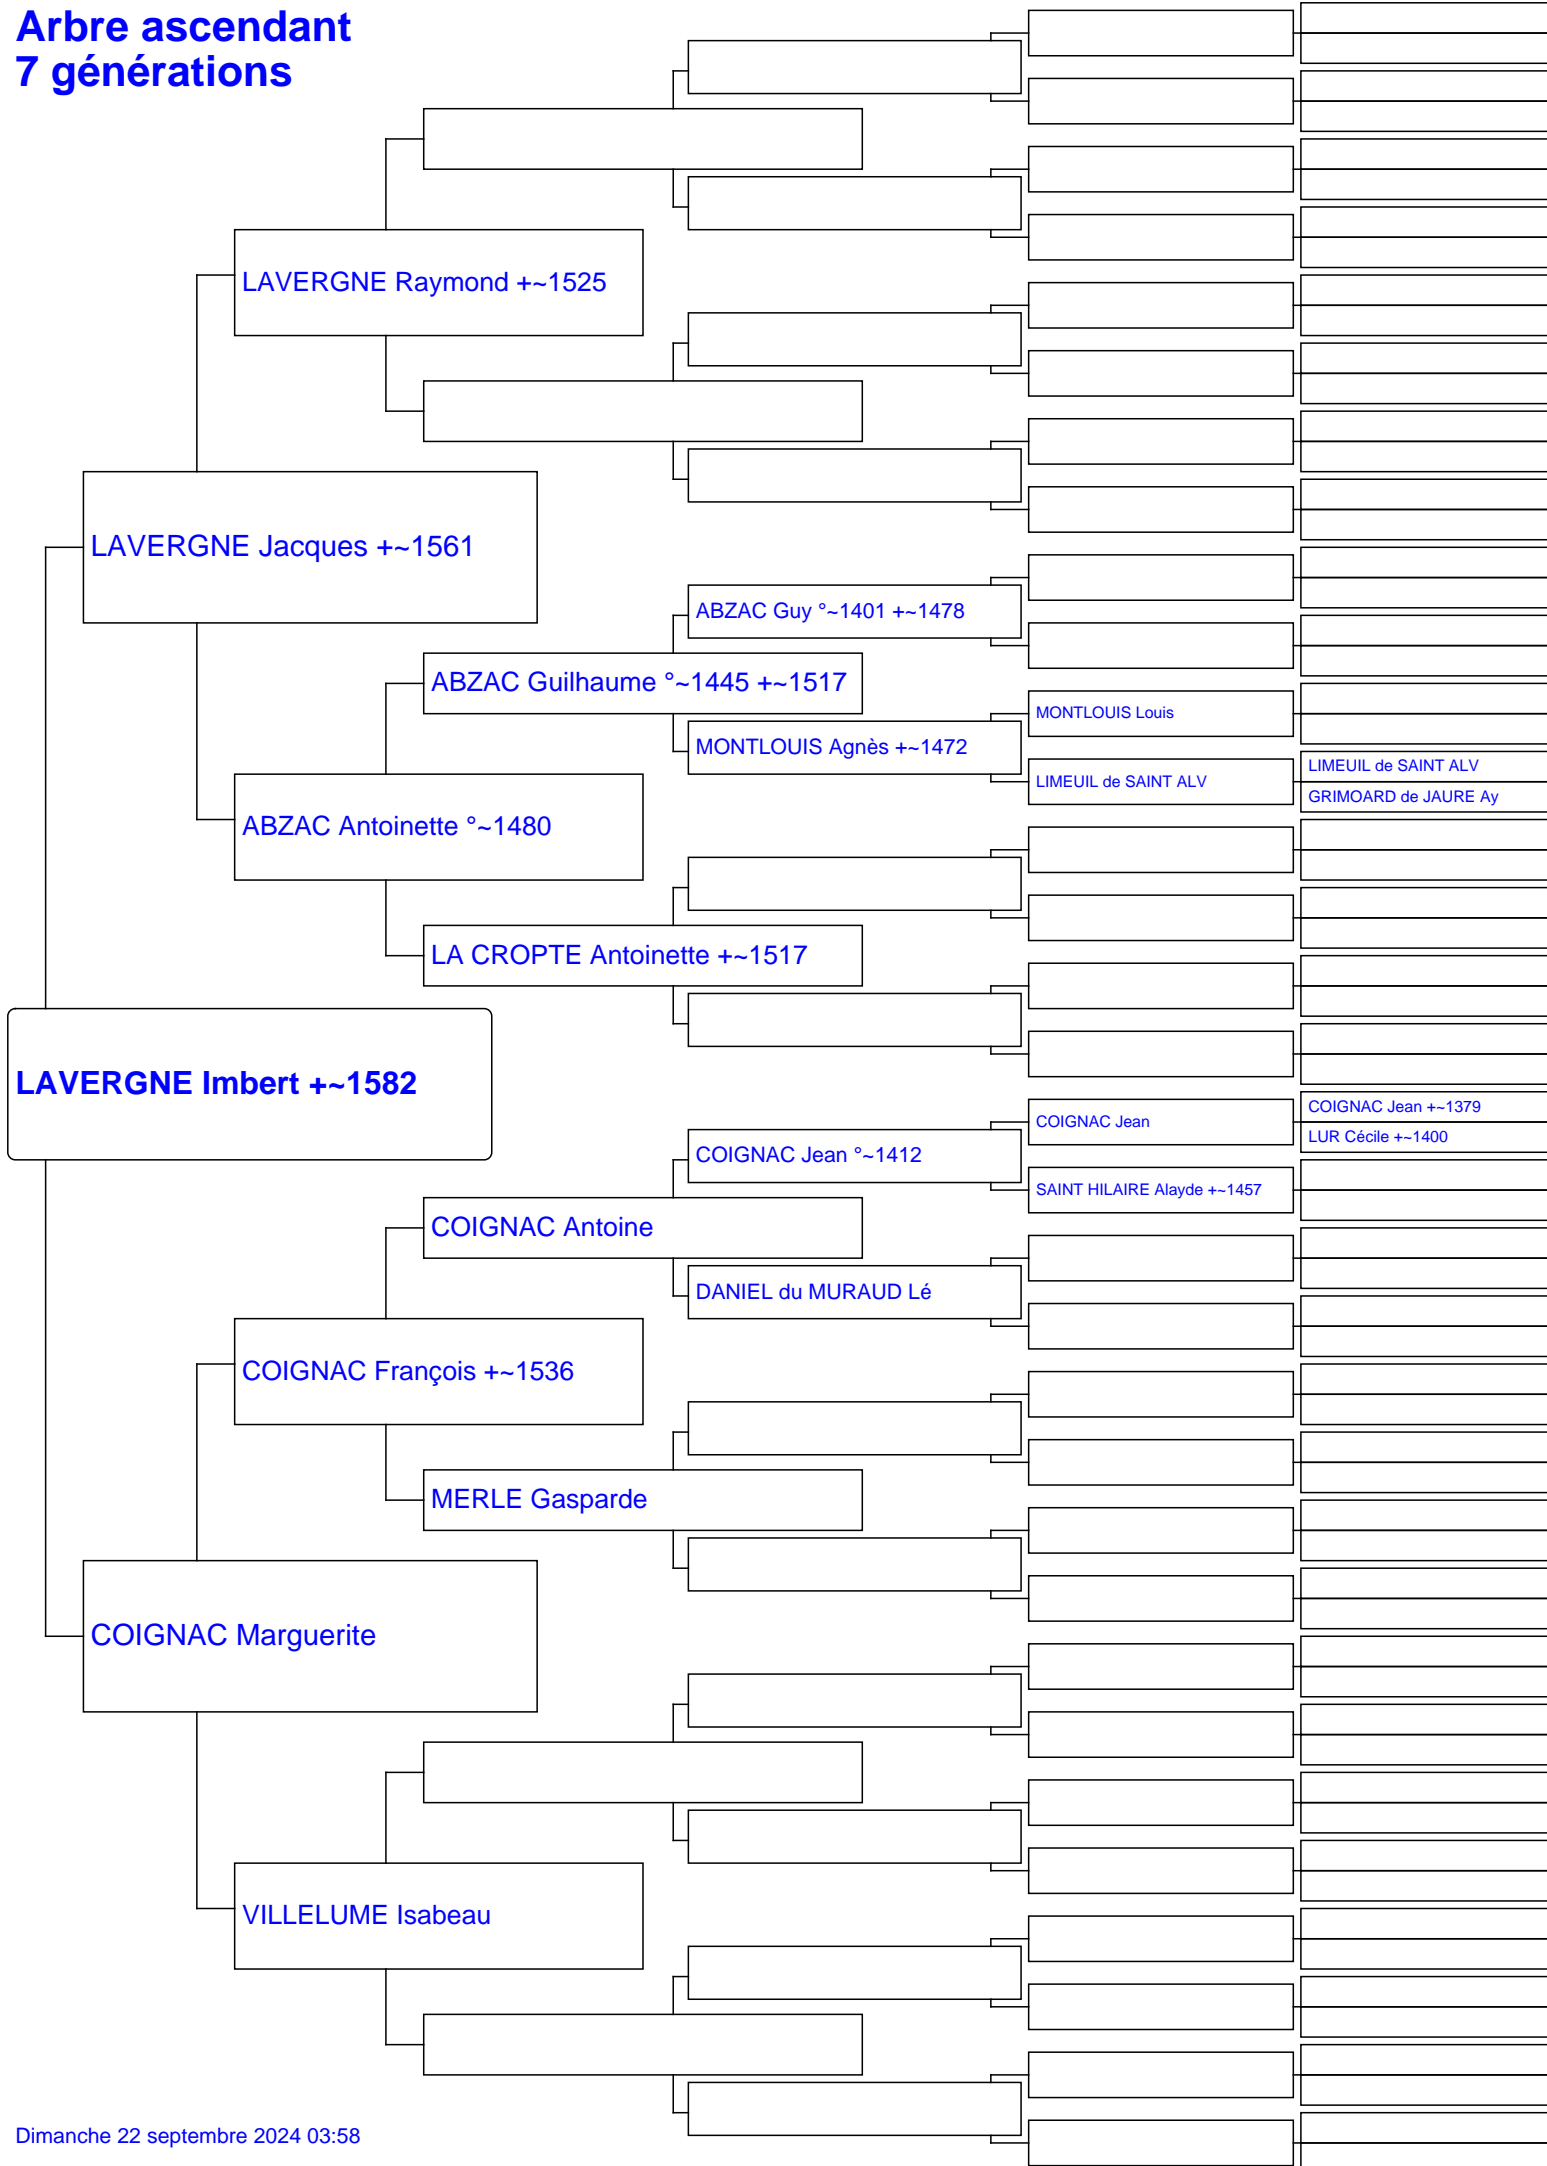 Arbre ascendant
7 générations
LAVERGNE Raymond +~1525
LAVERGNE Jacques +~1561
ABZAC Guy °~1401 +~1478
ABZAC Guilhaume °~1445 +~1517
MONTLOUIS Louis
MONTLOUIS Agnès +~1472
LIMEUIL de SAINT ALV
LIMEUIL de SAINT ALV
GRIMOARD de JAURE Ay
ABZAC Antoinette °~1480
LA CROPTE Antoinette +~1517
LAVERGNE Imbert +~1582
COIGNAC Jean +~1379
COIGNAC Jean
LUR Cécile +~1400
COIGNAC Jean °~1412
SAINT HILAIRE Alayde +~1457
COIGNAC Antoine
DANIEL du MURAUD Lé
COIGNAC François +~1536
MERLE Gasparde
COIGNAC Marguerite
VILLELUME Isabeau
Dimanche 22 septembre 2024 03:58